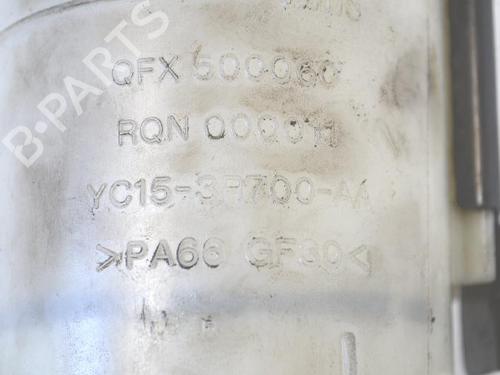 B-PARTS
QFX 500060
RQN 000011
YC15-3R700-AA
>PA66 GF30<